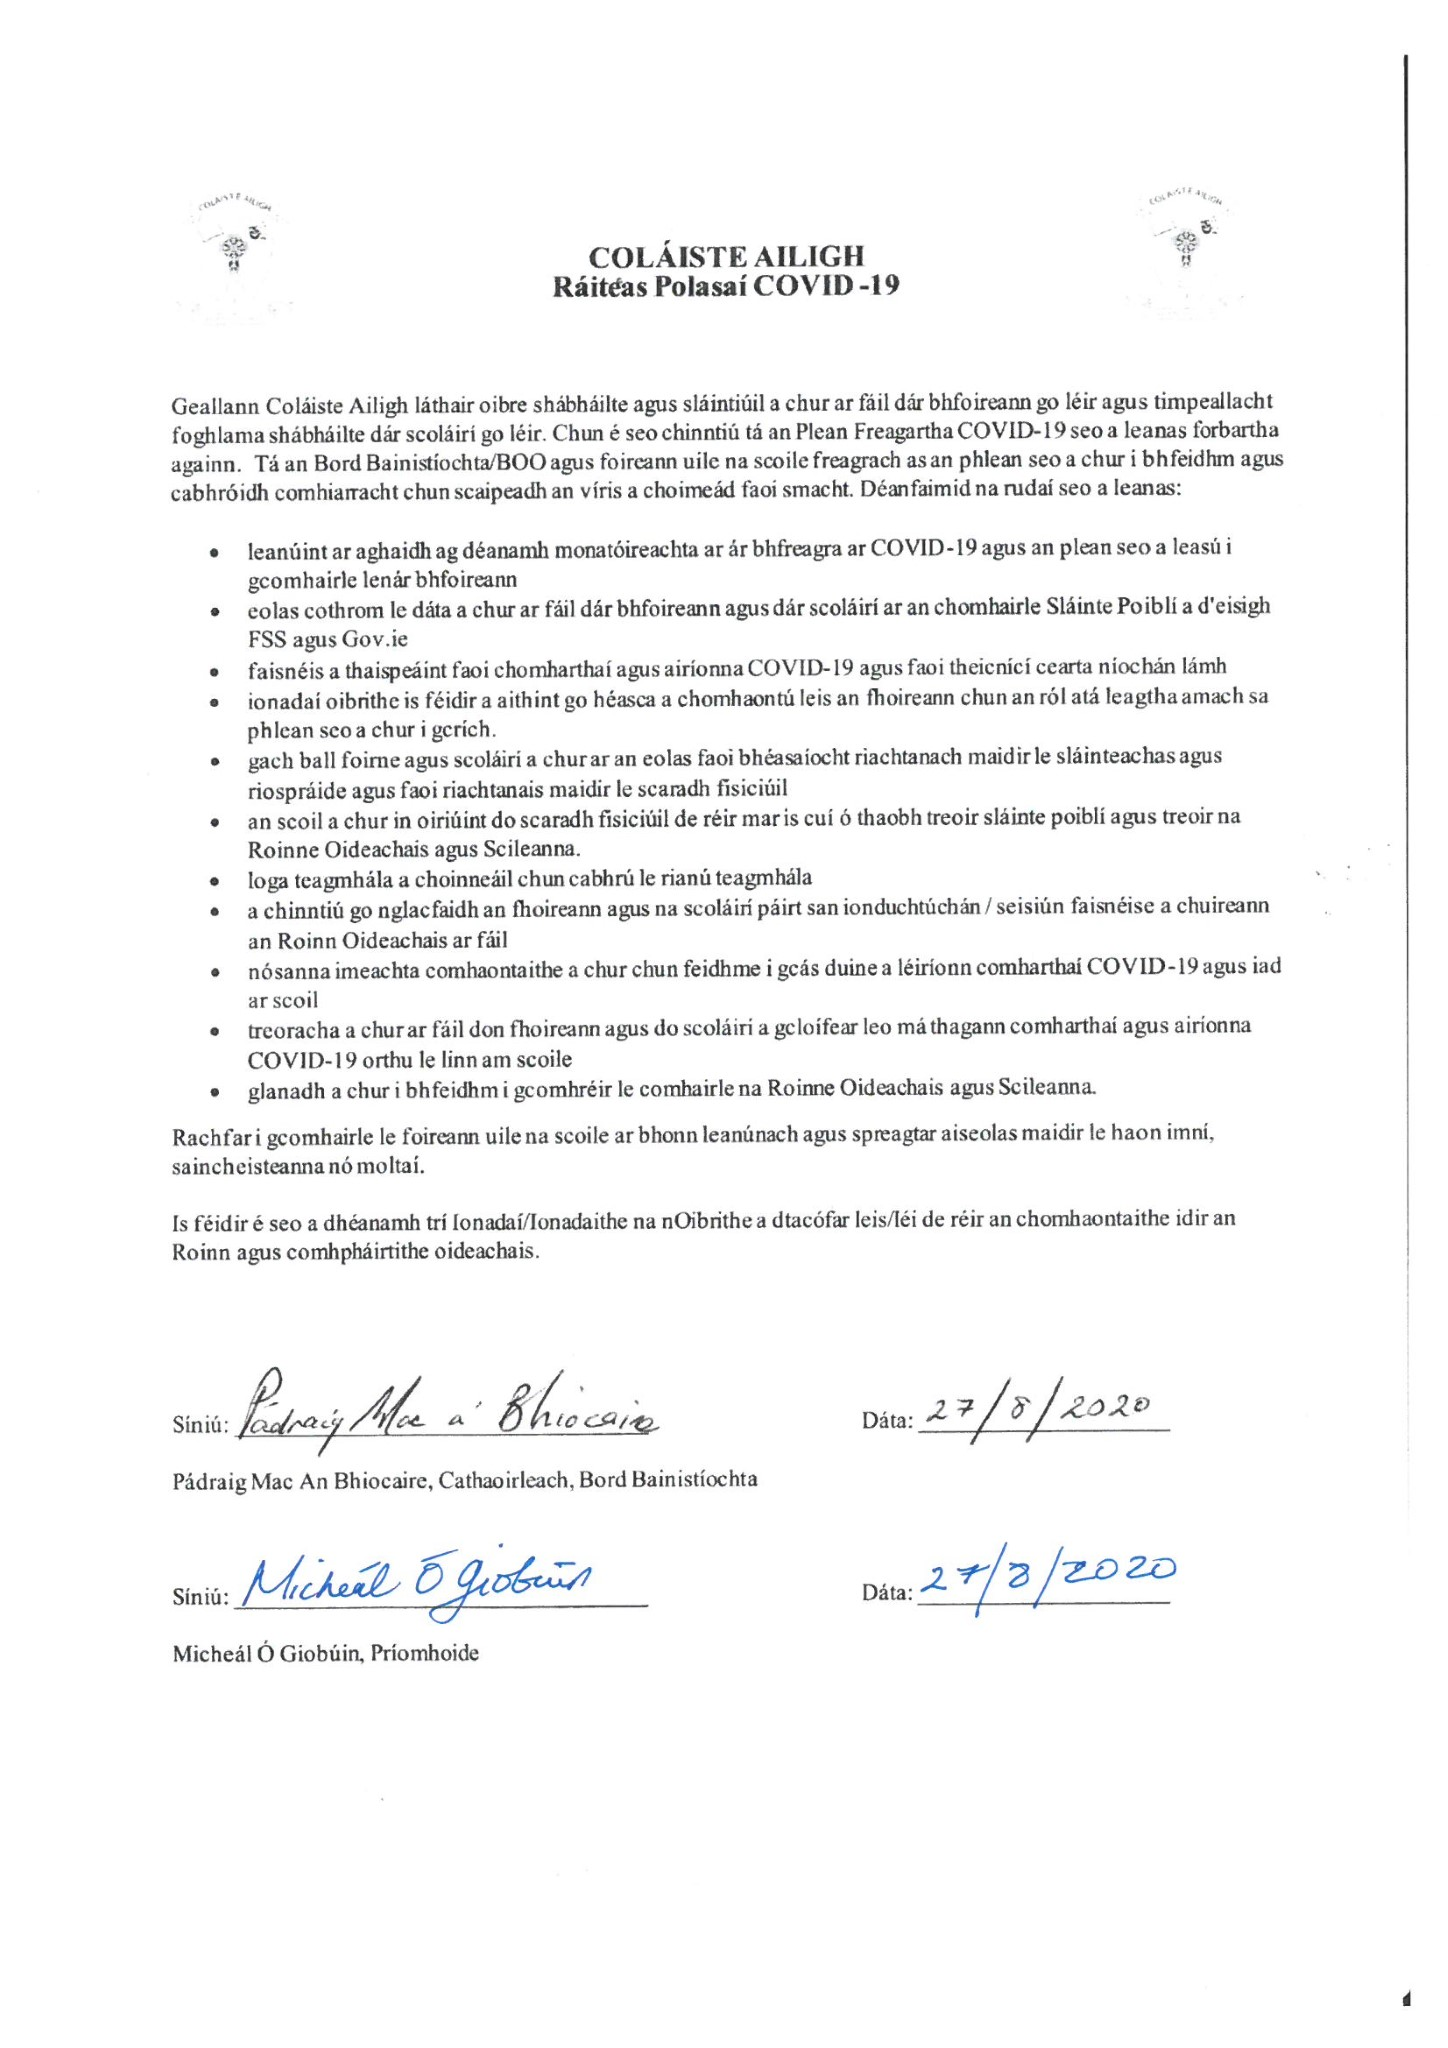 COLÁISTE AILIGH
COLÁISTE AILIGH
COLÁISTE AILIGH
Ráitéas Polasaí COVID -19
Geallann Coláiste Ailigh láthair oibre shábháilte agus sláintiúil a chur ar fáil dár bhfoireann go léir agus timpeallacht
foghlama shábháilte dár scoláirí go léir. Chun é seo chinntiú tá an Plean Freagartha COVID-19 seo a leanas forbartha
againn. Tá an Bord Bainistíochta/BOO agus foireann uile na scoile freagrach as an phlean seo a chur i bhfeidhm agus
cabhróidh comhiarracht chun scaipeadh an víris a choimeád faoi smacht. Déanfaimid na rudaí seo a leanas:
• leanúint ar aghaidh ag déanamh monatóireachta ar ár bhfreagra ar COVID-19 agus an plean seo a leasú i
gcomhairle lenár bhfoireann
• eolas cothrom le dáta a chur ar fáil dár bhfoireann agus dár scoláirí ar an chomhairle Sláinte Poiblí a d'eisigh
FSS agus Gov.ie
• faisnéis a thaispeáint faoi chomharthaí agus airíonna COVID-19 agus faoi theicnící cearta níocháin lámh
• ionadaí oibrithe is féidir a aithint go héasca a chomhaontú leis an fhoireann chun an ról atá leagtha amach sa
phlean seo a chur i gcrích.
• gach ball foirne agus scoláirí a chur ar an eolas faoi bhéasaíocht riachtanach maidir le sláinteachas agus
riospráide agus faoi riachtanais maidir le scaradh fisiciúil
• an scoil a chur in oiriúint do scaradh fisiciúil de réir mar is cuí ó thaobh treoir sláinte poiblí agus treoir na
Roinne Oideachais agus Scileanna.
• loga teagmhála a choinneáil chun cabhrú le rianú teagmhála
• a chinntiú go nglacfaidh an fhoireann agus na scoláirí páirt san ionduchtúchán / seisiún faisnéise a chuireann
an Roinn Oideachais ar fáil
• nósanna imeachta comhaontaithe a chur chun feidhme i gcás duine a léiríonn comharthaí COVID-19 agus iad
ar scoil
• treoracha a chur ar fáil don fhoireann agus do scoláirí a gcloífear leo má thagann comharthaí agus airíonna
COVID-19 orthu le linn am scoile
• glanadh a chur i bhfeidhm i gcomhréir le comhairle na Roinne Oideachais agus Scileanna.
Rachfar i gcomhairle le foireann uile na scoile ar bhonn leanúnach agus spreagtar aiseolas maidir le haon imní,
saincheisteanna nó moltaí.
Is féidir é seo a dhéanamh trí Ionadaí/Ionadaithe na nOibrithe a dtacófar leis/léi de réir an chomhaontaithe idir an
Roinn agus comhpháirtithe oideachais.
Síniú: Pádraig Mac a' Bhiocaire Dáta: 27/8/2020
Pádraig Mac An Bhiocaire, Cathaoirleach, Bord Bainistíochta
Síniú: Micheál Ó Giobúin Dáta: 27/8/2020
Micheál Ó Giobúin, Príomhoide